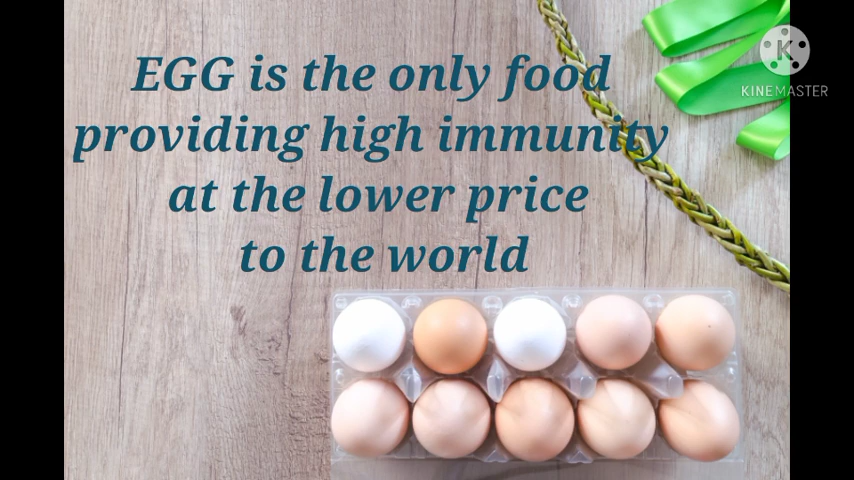 EGG is the only food
providing high immunity
at the lower price
to the world
K
KINEMASTER